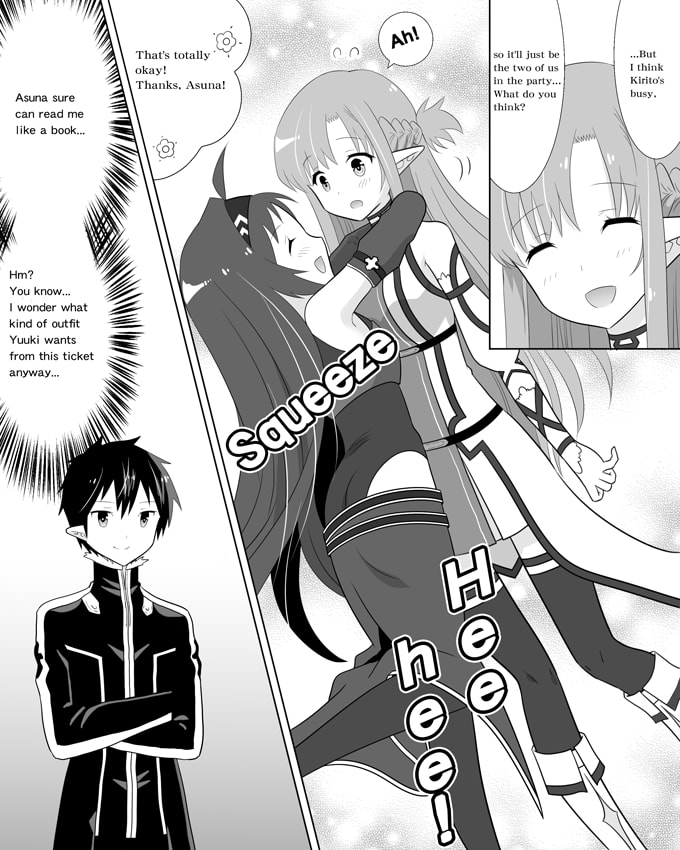 ...But
I think
Kirito's
busy.
so it'll just be
the two of us
in the party...
What do you
think?
Ah!
That's totally
okay!
Thanks, Asuna!
Squeeze
Hee
hee!
Asuna sure
can read me
like a book...
Hm?
You know...
I wonder what
kind of outfit
Yuuki wants
from this ticket
anyway...